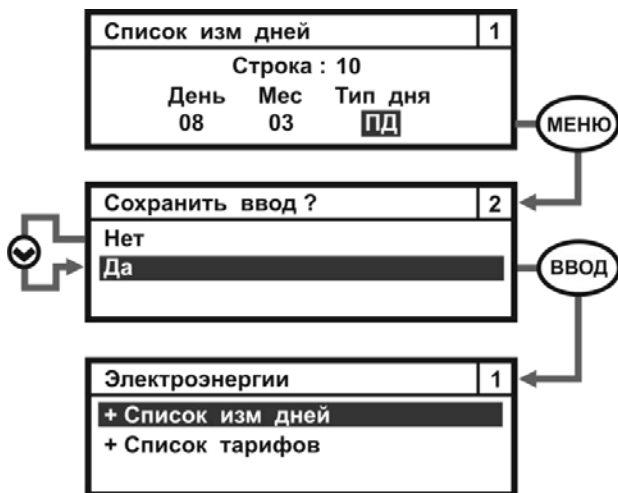 Список изм дней 1
Строка : 10
День Мес Тип дня
08 03 ПД
МЕНЮ
Сохранить ввод ? 2
Нет
Да
ВВОД
Электроэнергии 1
+ Список изм дней
+ Список тарифов